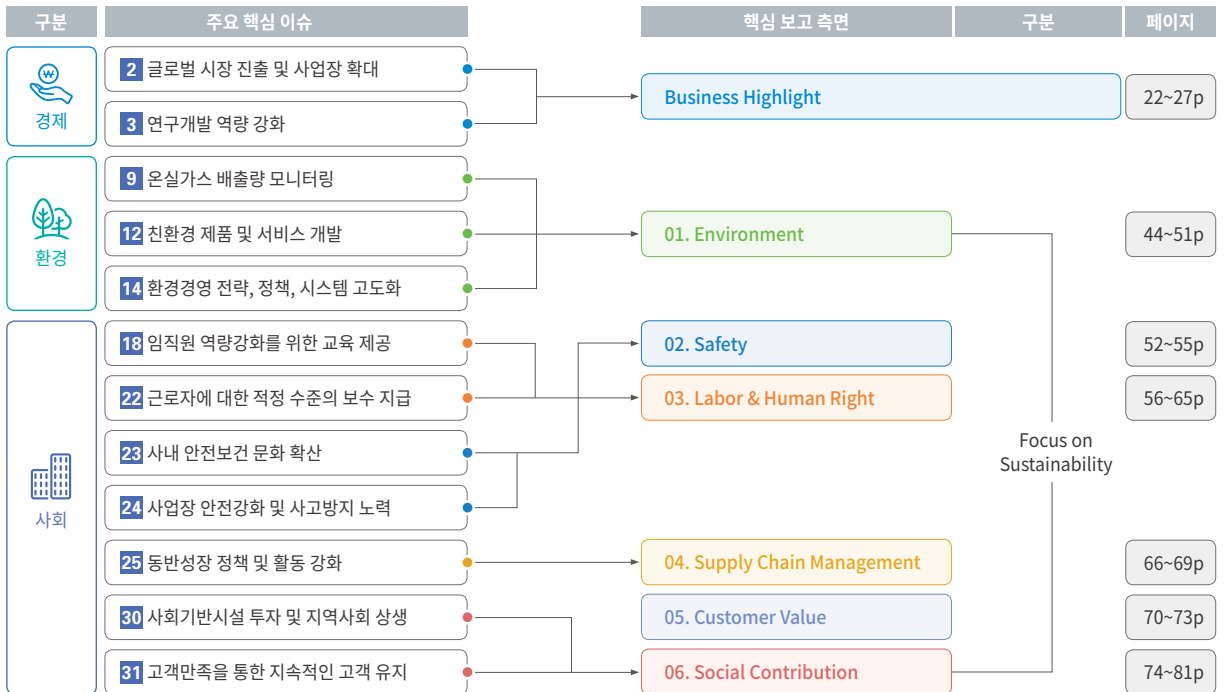 구분 주요 핵심 이슈 핵심 보고 측면 구분 페이지
경제
2 글로벌 시장 진출 및 사업장 확대
3 연구개발 역량 강화
Business Highlight
22~27p
환경
9 온실가스 배출량 모니터링
12 친환경 제품 및 서비스 개발
14 환경경영 전략, 정책, 시스템 고도화
01. Environment
44~51p
사회
18 임직원 역량강화를 위한 교육 제공
22 근로자에 대한 적정 수준의 보수 지급
23 사내 안전보건 문화 확산
24 사업장 안전강화 및 사고방지 노력
25 동반성장 정책 및 활동 강화
30 사회기반시설 투자 및 지역사회 상생
31 고객만족을 통한 지속적인 고객 유지
02. Safety
52~55p
03. Labor & Human Right
56~65p
04. Supply Chain Management
66~69p
05. Customer Value
70~73p
06. Social Contribution
74~81p
Focus on
Sustainability